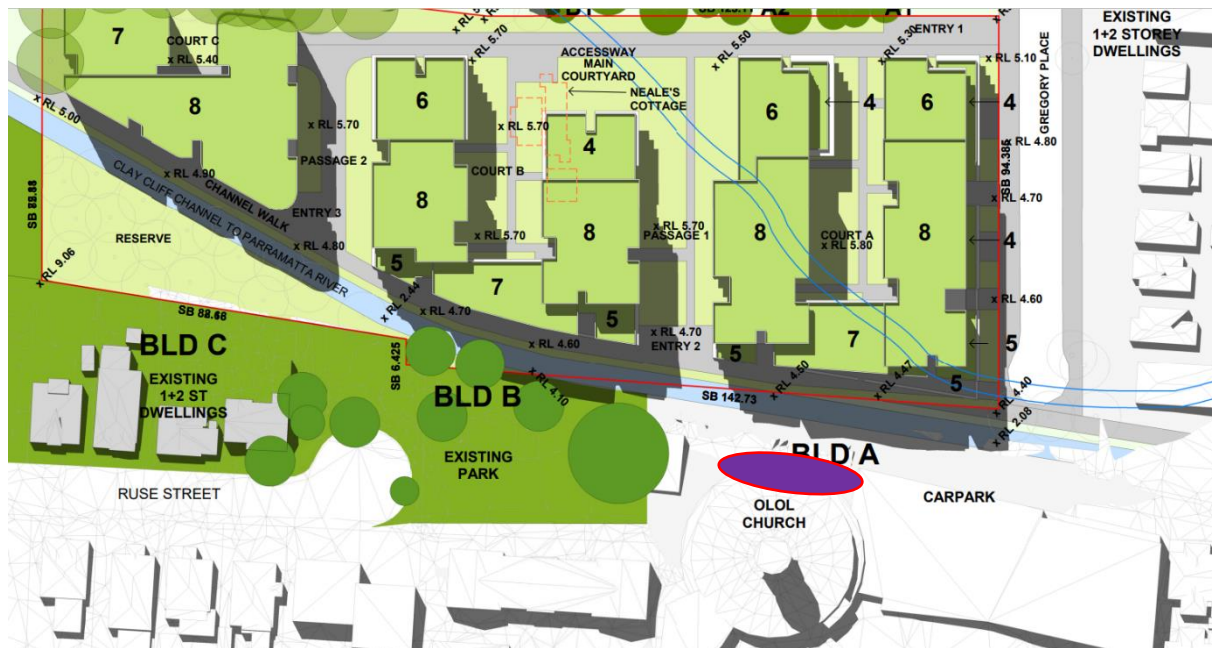 B1
A2
A1
EXISTING
1+2 STOREY
DWELLINGS
ENTRY 1
7
COURT C
x RL 5.40
x RL 5.70
ACCESSWAY
MAIN
COURTYARD
x RL 5.50
x RL 5.30
x RL 5.10
GREGORY PLACE
NEALE'S
COTTAGE
8
6
6
4
6
4
x RL 5.00
x RL 5.70
x RL 5.70
4
x RL 4.80
PASSAGE 2
COURT B
SB 94.385
x RL 4.90
CHANNEL WALK
CLAY CLIFF CHANNEL TO PARRAMATTA RIVER
ENTRY 3
8
x RL 4.70
RESERVE
x RL 4.80
x RL 5.70
8
x RL 5.70
PASSAGE 1
8
COURT A
x RL 5.80
8
4
x RL 9.06
5
7
x RL 2.44
x RL 4.70
5
x RL 4.60
SB 6.425
x RL 4.60
x RL 4.70
ENTRY 2
5
7
5
5
BLD C
EXISTING
1+2 ST
DWELLINGS
BLD B
x RL 4.10
SB 142.73
x RL 4.50
x RL 4.47
x RL 4.40
x RL 2.08
EXISTING
PARK
BLD A
RUSE STREET
OLOL
CHURCH
CARPARK